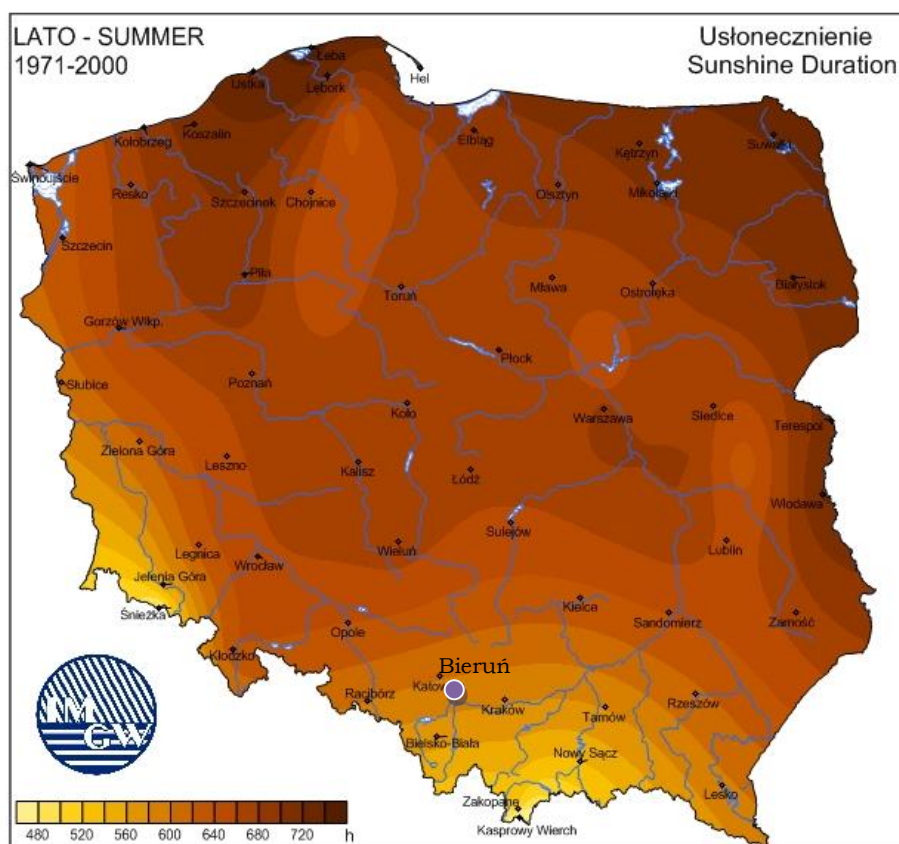 LATO - SUMMER
1971-2000
Usłonecznienie
Sunshine Duration
Łeba
Ustka
Lębork
Hel
Koszalin
Kołobrzeg
Elbląg
Kętrzyn
Suwałki
Świnoujście
Resko
Szczecinek
Chojnice
Olsztyn
Mikołajki
Szczecin
Piła
Toruń
Mława
Ostrołęka
Białystok
Gorzów Wlkp.
Płock
Słubice
Poznań
Koło
Warszawa
Siedlce
Terespol
Zielona Góra
Leszno
Kalisz
Łódź
Włodawa
Sulejów
Legnica
Wrocław
Wieluń
Lublin
Jelenia Góra
Śnieżka
Kielce
Sandomierz
Zamość
Opole
Kłodzko
Bieruń
Katow
Racibórz
Kraków
Tarnów
Rzeszów
Bielsko-Biała
Nowy Sącz
Lesko
Zakopane
Kasprowy Wierch
IM
GW
480 520 560 600 640 680 720 h